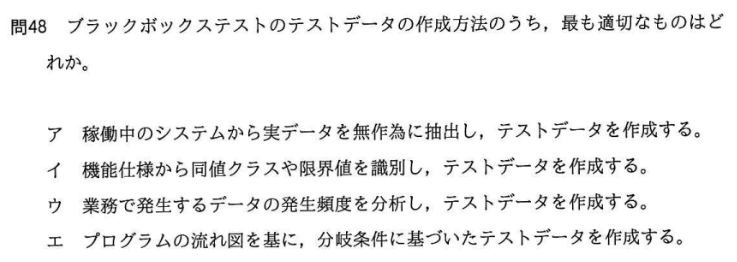 問48　ブラックボックステストのテストデータの作成方法のうち，最も適切なものはど
れか。
ア　稼働中のシステムから実データを無作為に抽出し，テストデータを作成する。
イ　機能仕様から同値クラスや限界値を識別し，テストデータを作成する。
ウ　業務で発生するデータの発生頻度を分析し，テストデータを作成する。
エ　プログラムの流れ図を基に，分岐条件に基づいたテストデータを作成する。